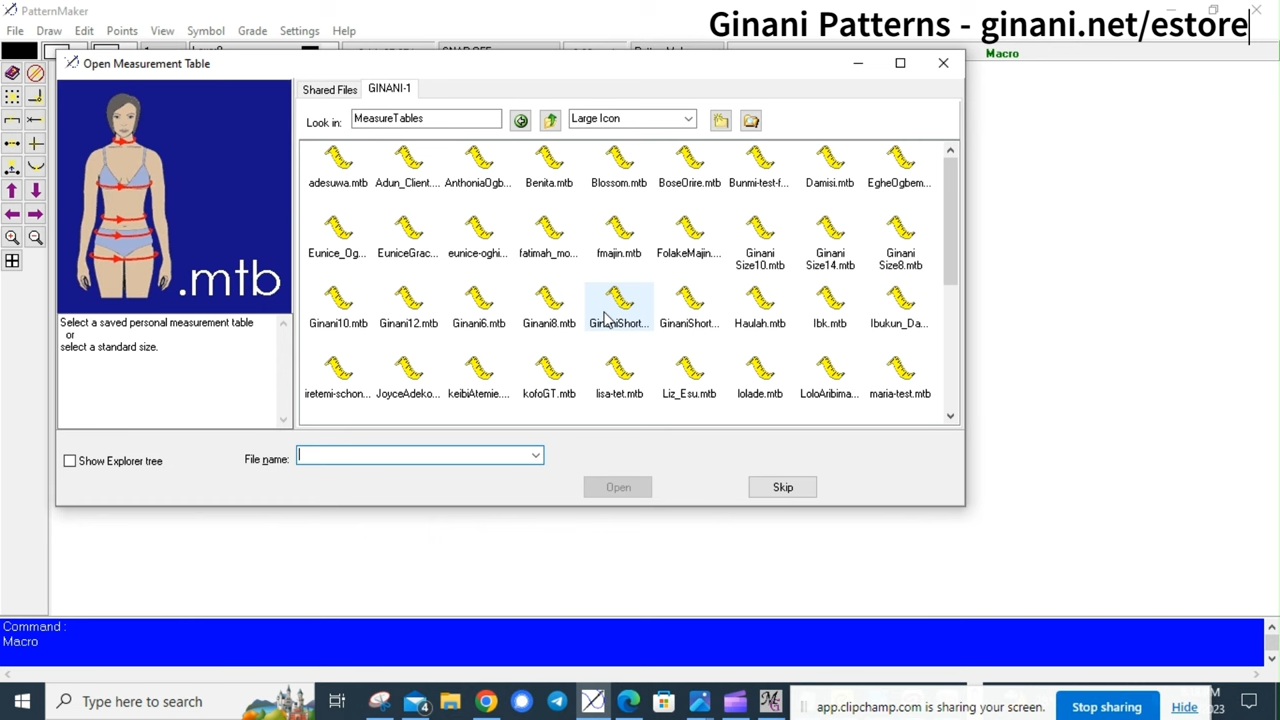 PatternMaker
Ginani Patterns - ginani.net/estore
File Draw Edit Points View Symbol Grade Settings Help
Macro
Open Measurement Table
Shared Files GINANI-1
Look in: MeasureTables Large Icon
adesuwa.mtb Adun_Client.... AnthoniaOgb... Benita.mtb Blossom.mtb BoseOrire.mtb Bunmi-test-f... Damisi.mtb EgheOgbem...
Eunice_Og... EuniceGrac... eunice-oghi... fatimah_mo... fmajin.mtb FolakeMajin.... Ginani Size10.mtb Ginani Size14.mtb Ginani Size8.mtb
Ginani10.mtb Ginani12.mtb Ginani6.mtb Ginani8.mtb GinaniShort... GinaniShort... Haulah.mtb Ibk.mtb Ibukun_Da...
iretemi-schon... JoyceAdeko... keibiAtemie.... kofoGT.mtb lisa-tet.mtb Liz_Esu.mtb lolade.mtb LoloAribima... maria-test.mtb
.mtb
Select a saved personal measurement table
or
select a standard size.
Show Explorer tree
File name:
Open Skip
Command :
Macro
Type here to search
4
app.clipchamp.com is sharing your screen.
Stop sharing
Hide